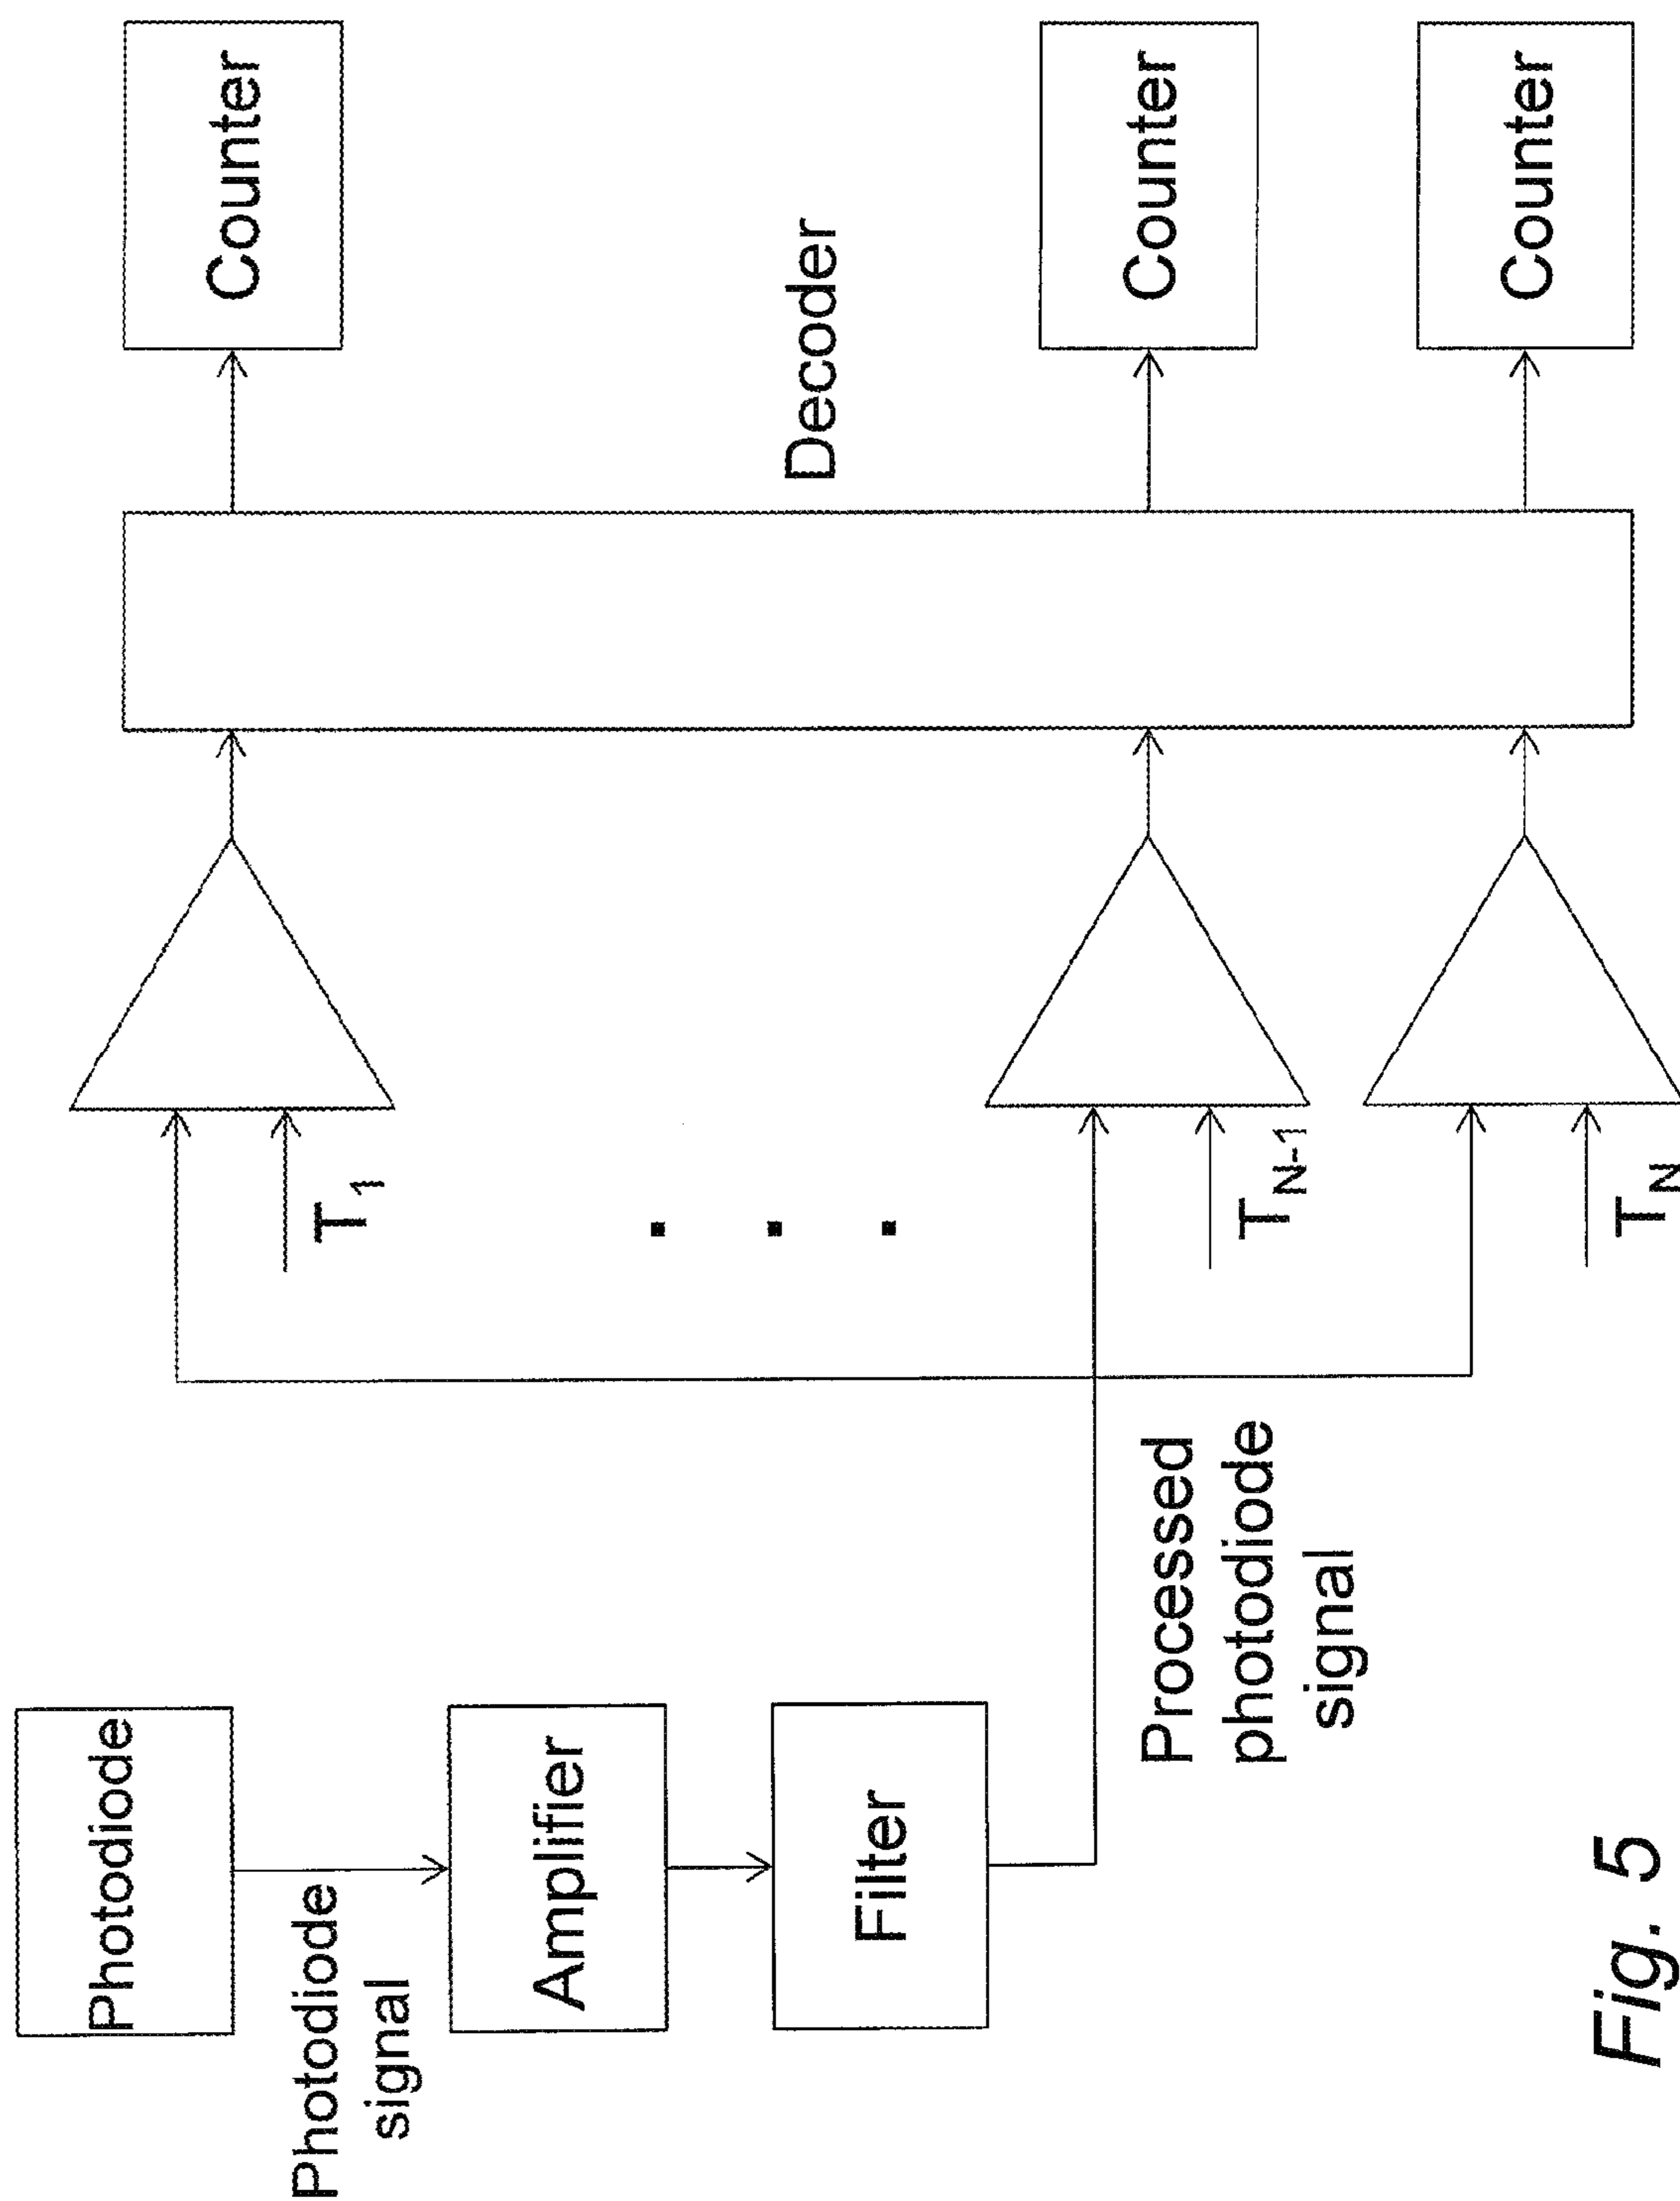 Photodiode
Photodiode
signal
Amplifier
Filter
Processed
photodiode
signal
T1
TN-1
TN
Decoder
Counter
Counter
Counter
Fig. 5